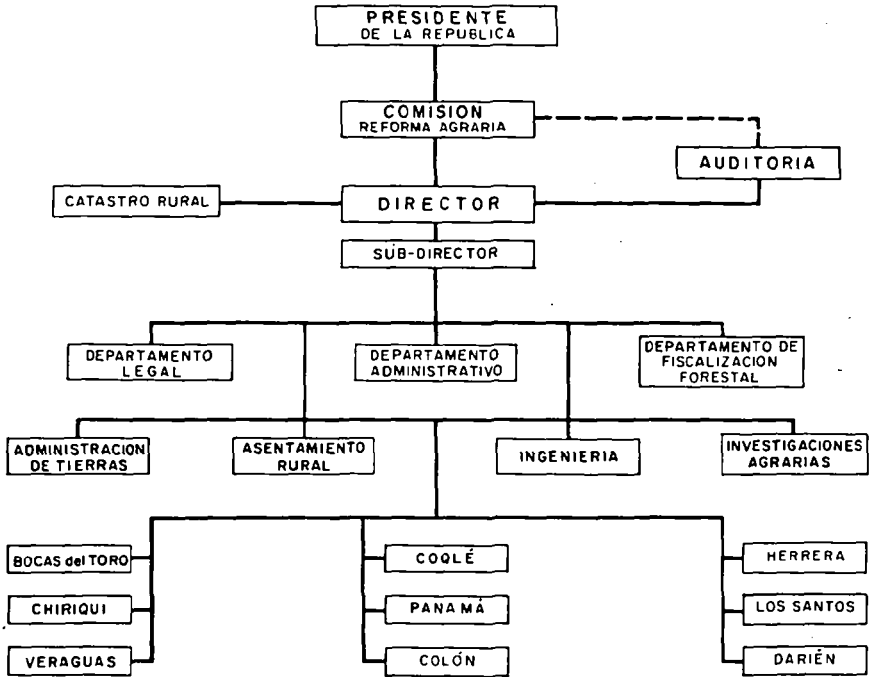 PRESIDENTE
DE LA REPUBLICA
COMISION
REFORMA AGRARIA
AUDITORIA
CATASTRO RURAL
DIRECTOR
SUB-DIRECTOR
DEPARTAMENTO
LEGAL
DEPARTAMENTO
ADMINISTRATIVO
DEPARTAMENTO DE
FISCALIZACION
FORESTAL
ADMINISTRACION
DE TIERRAS
ASENTAMIENTO
RURAL
INGENIERIA
INVESTIGACIONES
AGRARIAS
BOCAS del TORO
COQLÉ
HERRERA
CHIRIQUI
PANAMÁ
LOS SANTOS
VERAGUAS
COLÓN
DARIÉN